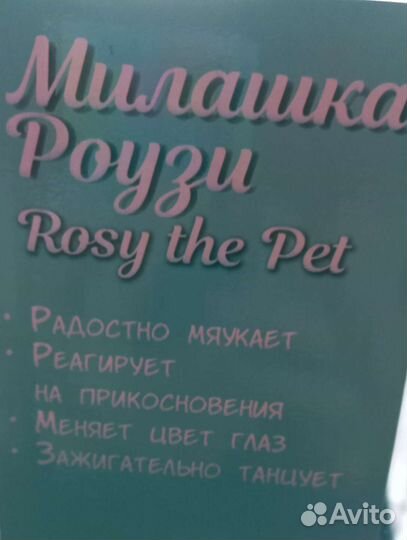 Милашка
Роузи
Rosy the Pet
• Радостно мяукает
• Реагирует
на прикосновения
• Меняет цвет глаз
• Зажигательно танцует
Avito